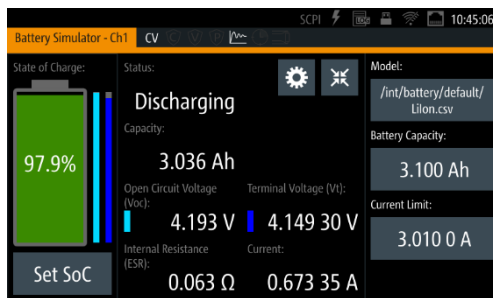 SCPI 10:45:06
Battery Simulator - Ch1 CV
State of Charge:
97.9%
Set SoC
Status:
Discharging
Capacity:
3.036 Ah
Open Circuit Voltage
(Voc):
4.193 V
Terminal Voltage (Vt):
4.149 30 V
Internal Resistance
(ESR):
0.063 Ω
Current:
0.673 35 A
Model:
/int/battery/default/
LiIon.csv
Battery Capacity:
3.100 Ah
Current Limit:
3.010 0 A